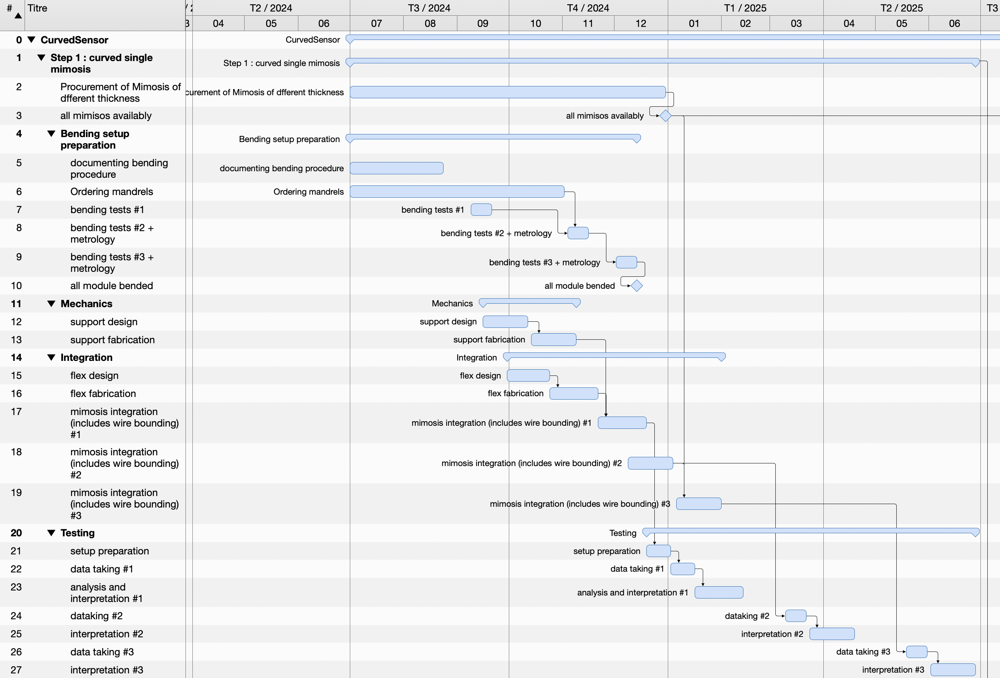 # Titre / 2 T2 / 2024 T3 / 2024 T4 / 2024 T1 / 2025 T2 / 2025 T3
3 04 05 06 07 08 09 10 11 12 01 02 03 04 05 06
0 CurvedSensor CurvedSensor
1 Step 1 : curved single
mimosis
Step 1 : curved single mimosis
2 Procurement of Mimosis of
dfferent thickness
curement of Mimosis of dfferent thickness
3 all mimisos availably all mimisos availably
4 Bending setup
preparation
Bending setup preparation
5 documenting bending
procedure
documenting bending procedure
6 Ordering mandrels Ordering mandrels
7 bending tests #1 bending tests #1
8 bending tests #2 +
metrology
bending tests #2 + metrology
9 bending tests #3 +
metrology
bending tests #3 + metrology
10 all module bended all module bended
11 Mechanics Mechanics
12 support design support design
13 support fabrication support fabrication
14 Integration Integration
15 flex design flex design
16 flex fabrication flex fabrication
17 mimosis integration
(includes wire bounding)
#1
mimosis integration (includes wire bounding) #1
18 mimosis integration
(includes wire bounding)
#2
mimosis integration (includes wire bounding) #2
19 mimosis integration
(includes wire bounding)
#3
mimosis integration (includes wire bounding) #3
20 Testing Testing
21 setup preparation setup preparation
22 data taking #1 data taking #1
23 analysis and
interpretation #1
analysis and interpretation #1
24 dataking #2 dataking #2
25 interpretation #2 interpretation #2
26 data taking #3 data taking #3
27 interpretation #3 interpretation #3